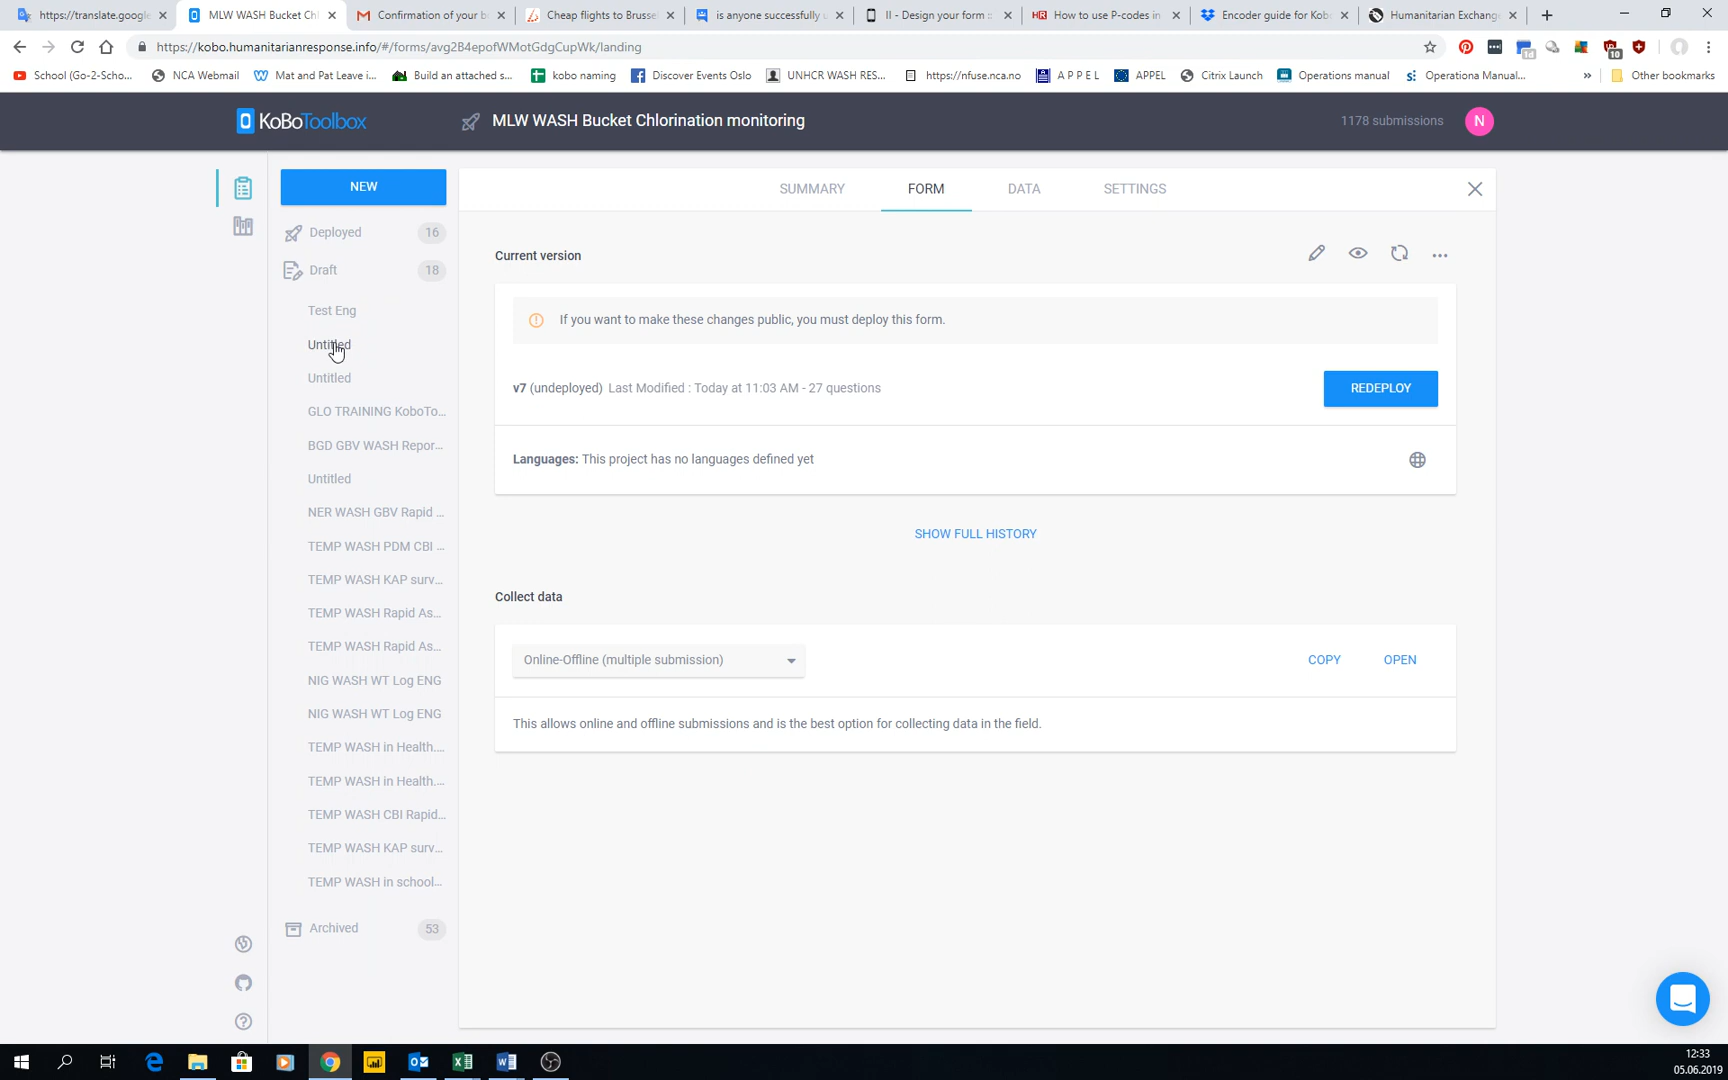 https://translate.google
MLW WASH Bucket Chl
Confirmation of your b
Cheap flights to Brusse
is anyone successfully u
II - Design your form :
How to use P-codes in
Encoder guide for Kob
Humanitarian Exchang
https://kobo.humanitarianresponse.info/#/forms/avg2B4epofWMotGdgCupWk/landing
School (Go-2-Scho...
NCA Webmail
Mat and Pat Leave i...
Build an attached s...
kobo naming
Discover Events Oslo
UNHCR WASH RES...
https://nfuse.nca.no
A P P E L
APPEL
Citrix Launch
Operations manual
Operationa Manual...
»
Other bookmarks
KoBoToolbox
MLW WASH Bucket Chlorination monitoring
1178 submissions
N
NEW
SUMMARY
FORM
DATA
SETTINGS
Deployed
16
Draft
18
Test Eng
Untitled
Untitled
GLO TRAINING KoboTo...
BGD GBV WASH Repor...
Untitled
NER WASH GBV Rapid ...
TEMP WASH PDM CBI ...
TEMP WASH KAP surv...
TEMP WASH Rapid As...
TEMP WASH Rapid As...
NIG WASH WT Log ENG
NIG WASH WT Log ENG
TEMP WASH in Health....
TEMP WASH in Health....
TEMP WASH CBI Rapid...
TEMP WASH KAP surv...
TEMP WASH in school...
Archived
53
Current version
If you want to make these changes public, you must deploy this form.
v7 (undeployed) Last Modified : Today at 11:03 AM - 27 questions
REDEPLOY
Languages: This project has no languages defined yet
SHOW FULL HISTORY
Collect data
Online-Offline (multiple submission)
COPY
OPEN
This allows online and offline submissions and is the best option for collecting data in the field.
12:33
05.06.2019